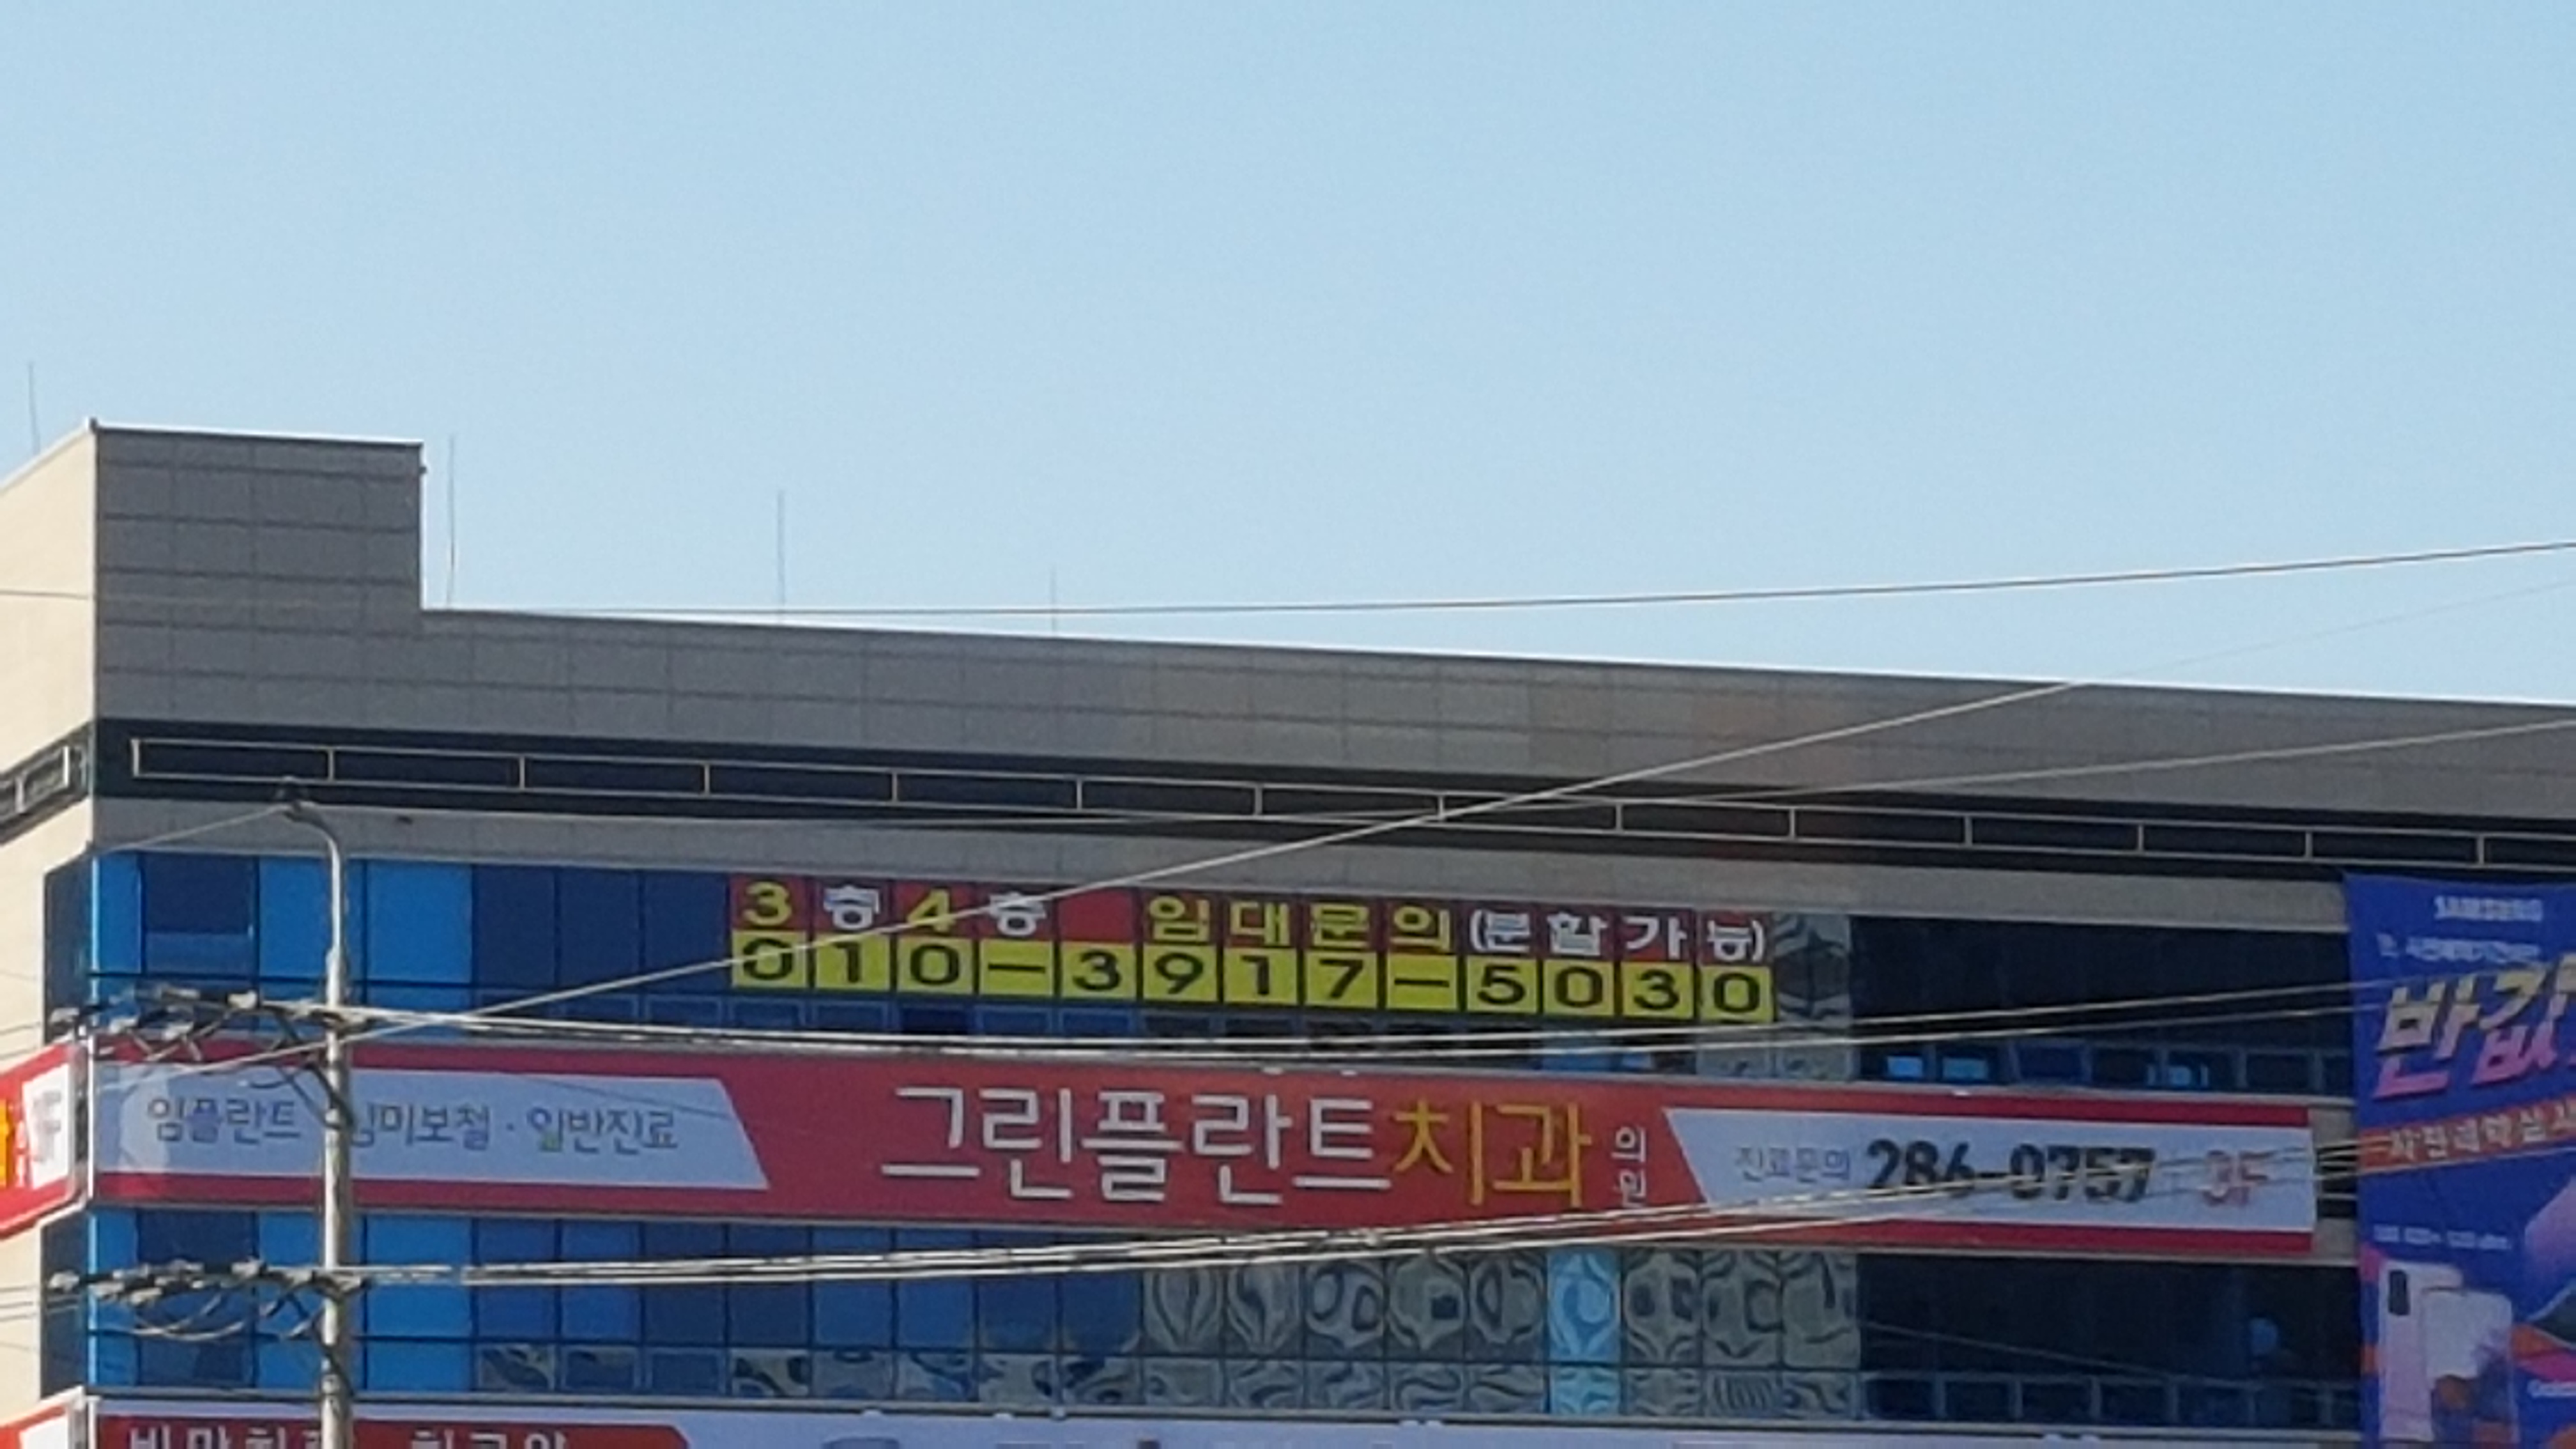 3층4층 임대문의(분할가능)
010-3917-5030
임플란트 심미보철 · 일반진료
그린플란트치과의원
진료문의 286-0757 3F
SAMSUNG
반값